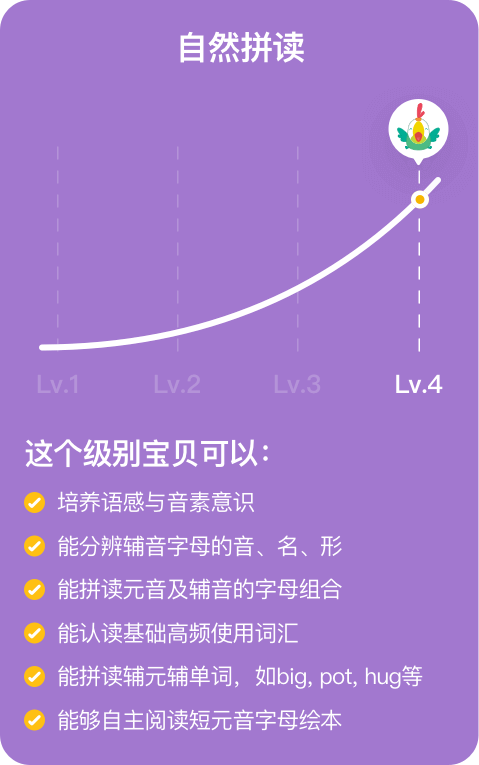 自然拼读
Lv.1 Lv.2 Lv.3 Lv.4
这个级别宝贝可以：
培养语感与音素意识
能分辨辅音字母的音、名、形
能拼读元音及辅音的字母组合
能认读基础高频使用词汇
能拼读辅元辅单词，如big, pot, hug等
能够自主阅读短元音字母绘本